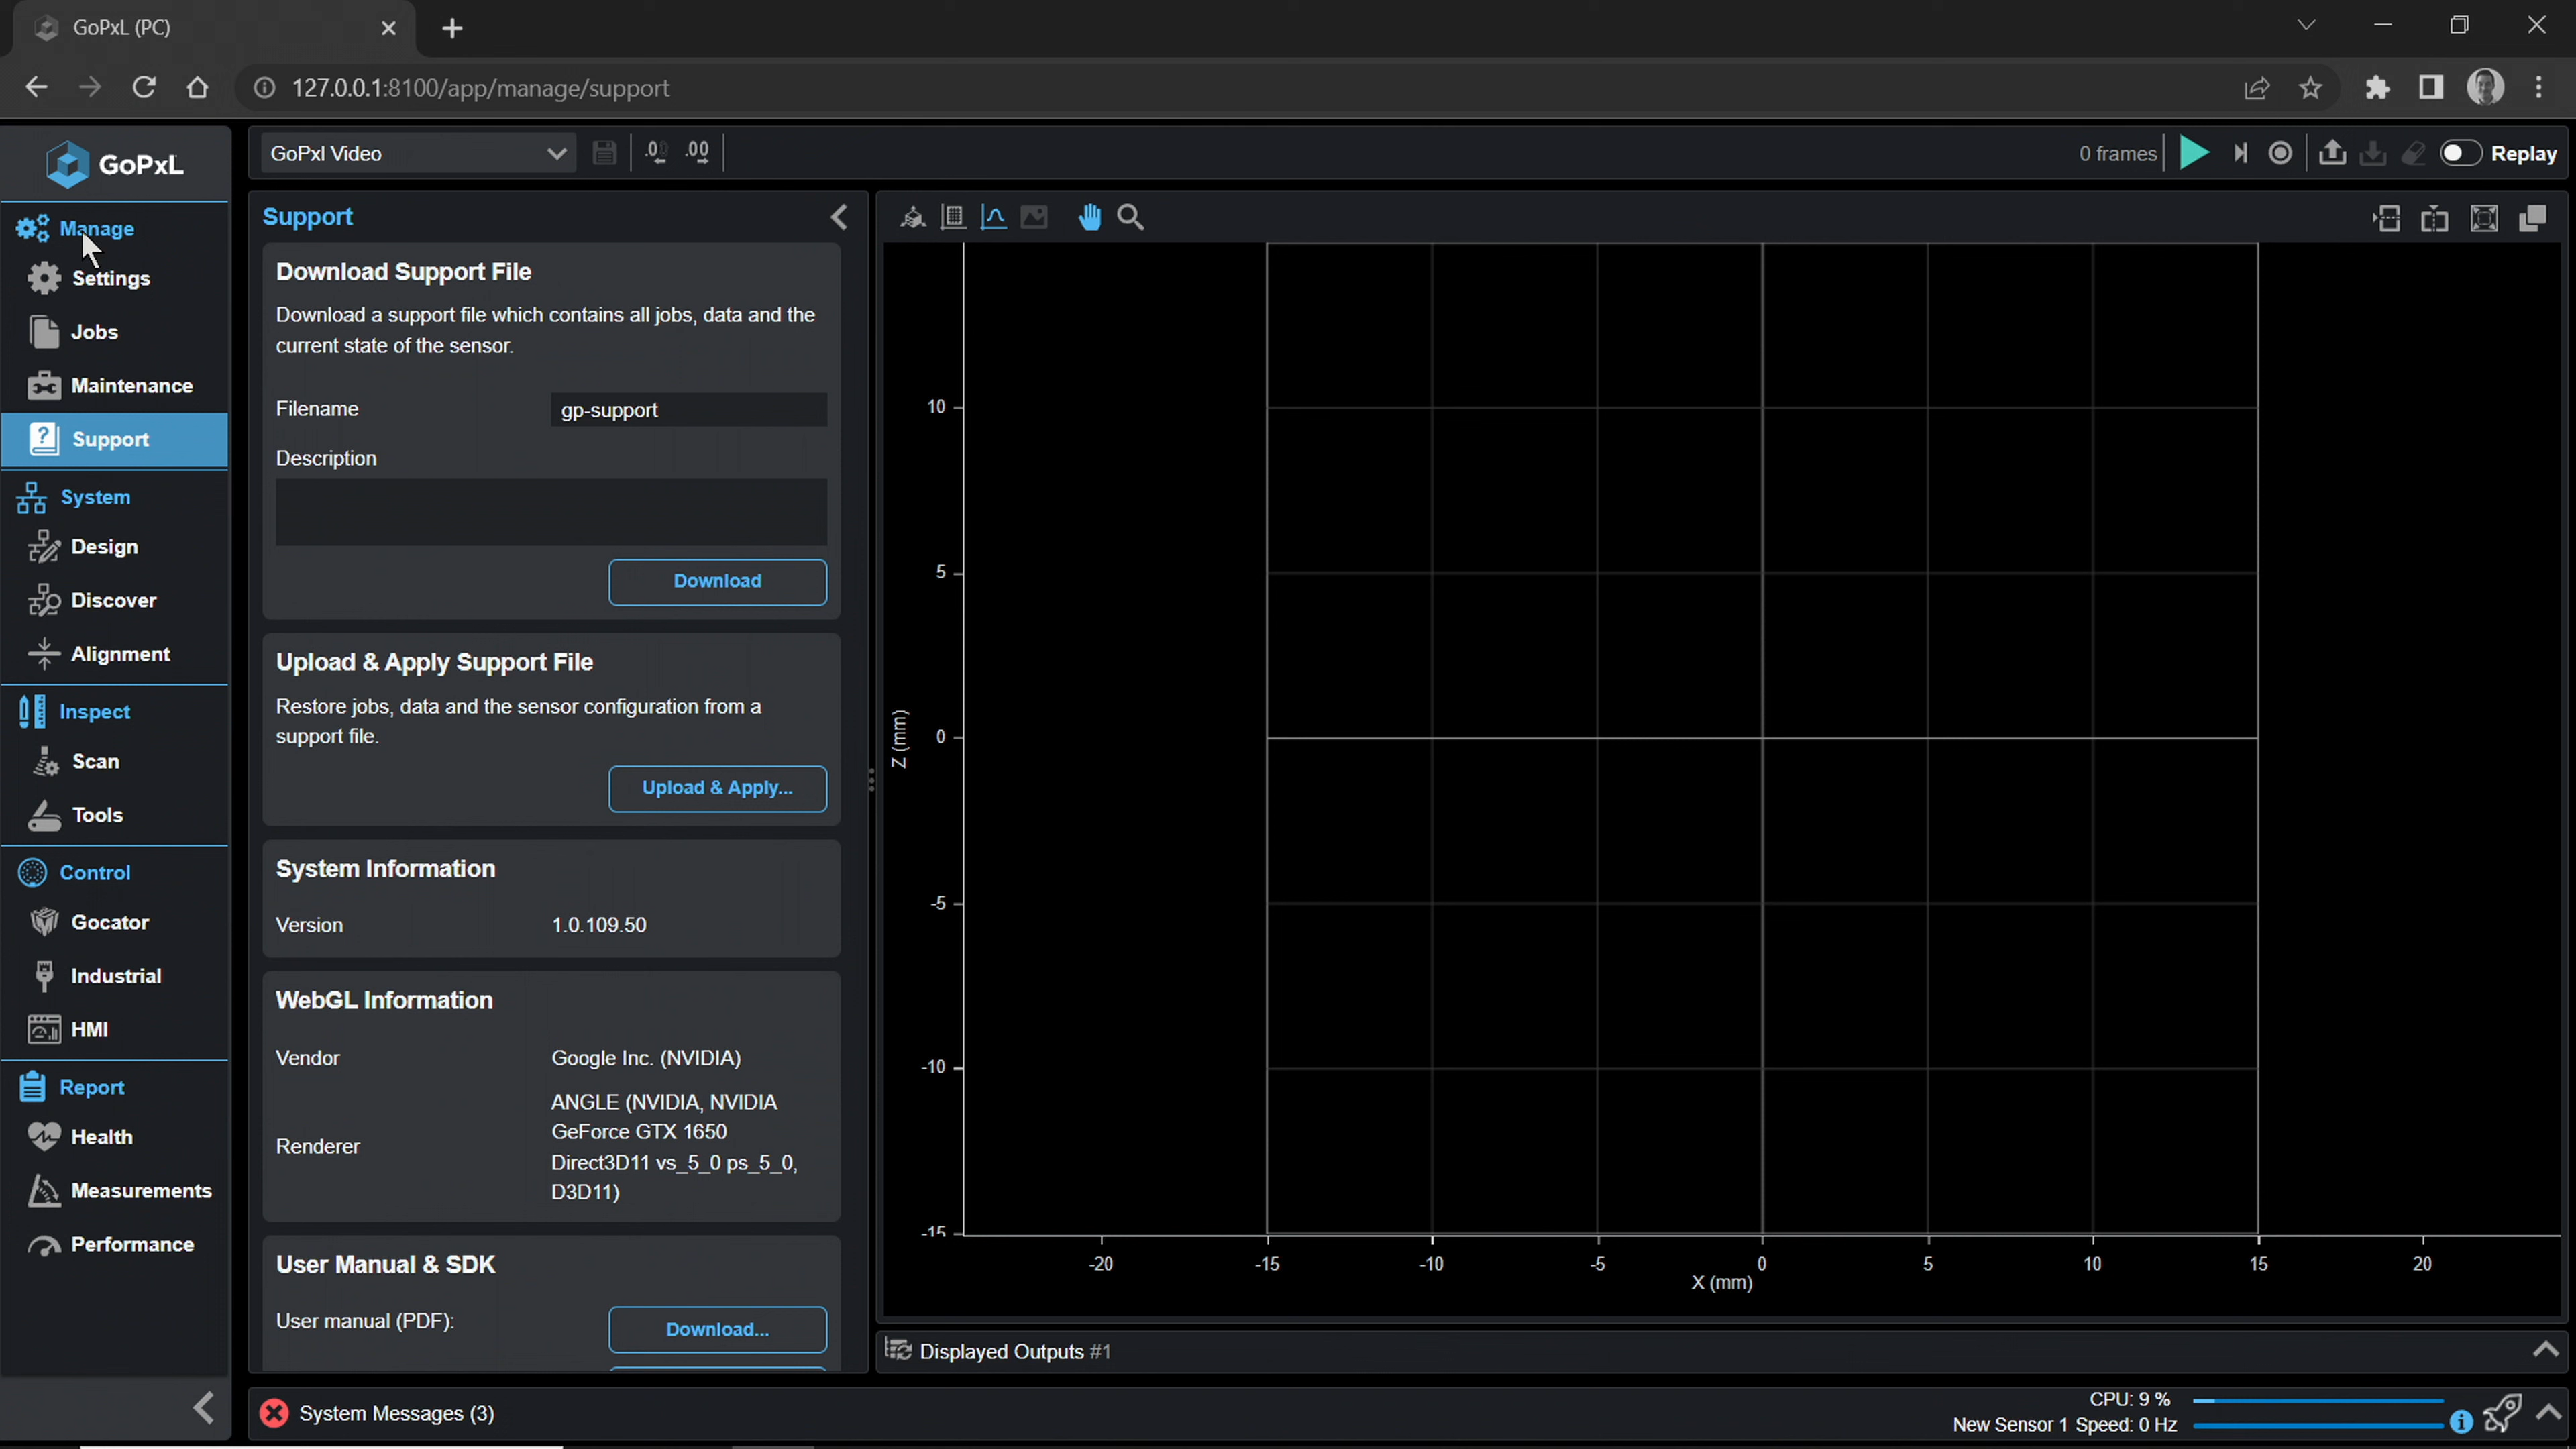 GoPxL (PC)
127.0.0.1:8100/app/manage/support
GoPxL
GoPxl Video
0 frames
Replay
Manage
Settings
Jobs
Maintenance
Support
System
Design
Discover
Alignment
Inspect
Scan
Tools
Control
Gocator
Industrial
HMI
Report
Health
Measurements
Performance
Support
Download Support File
Download a support file which contains all jobs, data and the
current state of the sensor.
Filename gp-support
Description
Download
Upload & Apply Support File
Restore jobs, data and the sensor configuration from a
support file.
Upload & Apply...
System Information
Version 1.0.109.50
WebGL Information
Vendor Google Inc. (NVIDIA)
Renderer ANGLE (NVIDIA, NVIDIA
GeForce GTX 1650
Direct3D11 vs_5_0 ps_5_0,
D3D11)
User Manual & SDK
User manual (PDF): Download...
Z (mm)
10
5
0
-5
-10
-15
-20 -15 -10 -5 0 5 10 15 20
X (mm)
Displayed Outputs #1
System Messages (3)
CPU: 9 %
New Sensor 1 Speed: 0 Hz